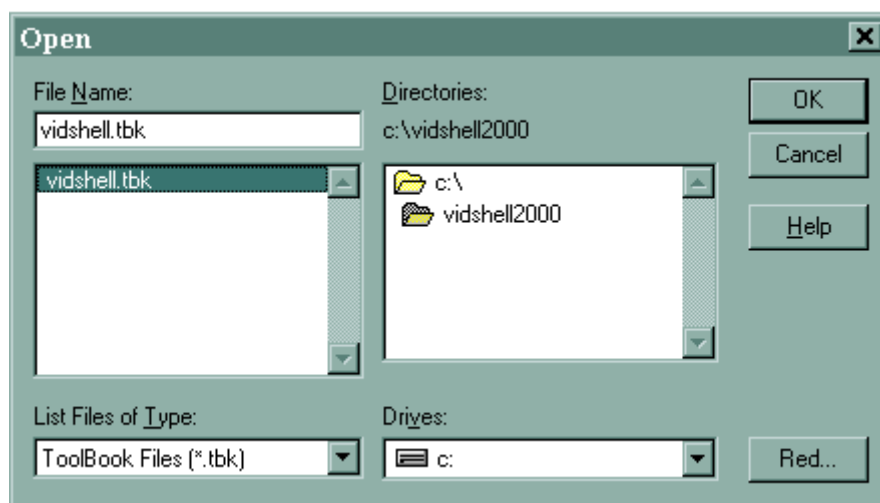 Open
File Name:
vidshell.tbk
vidshell.tbk
Directories:
c:\vidshell2000
c:\
vidshell2000
OK
Cancel
Help
List Files of Type:
ToolBook Files (*.tbk)
Drives:
c:
Red...